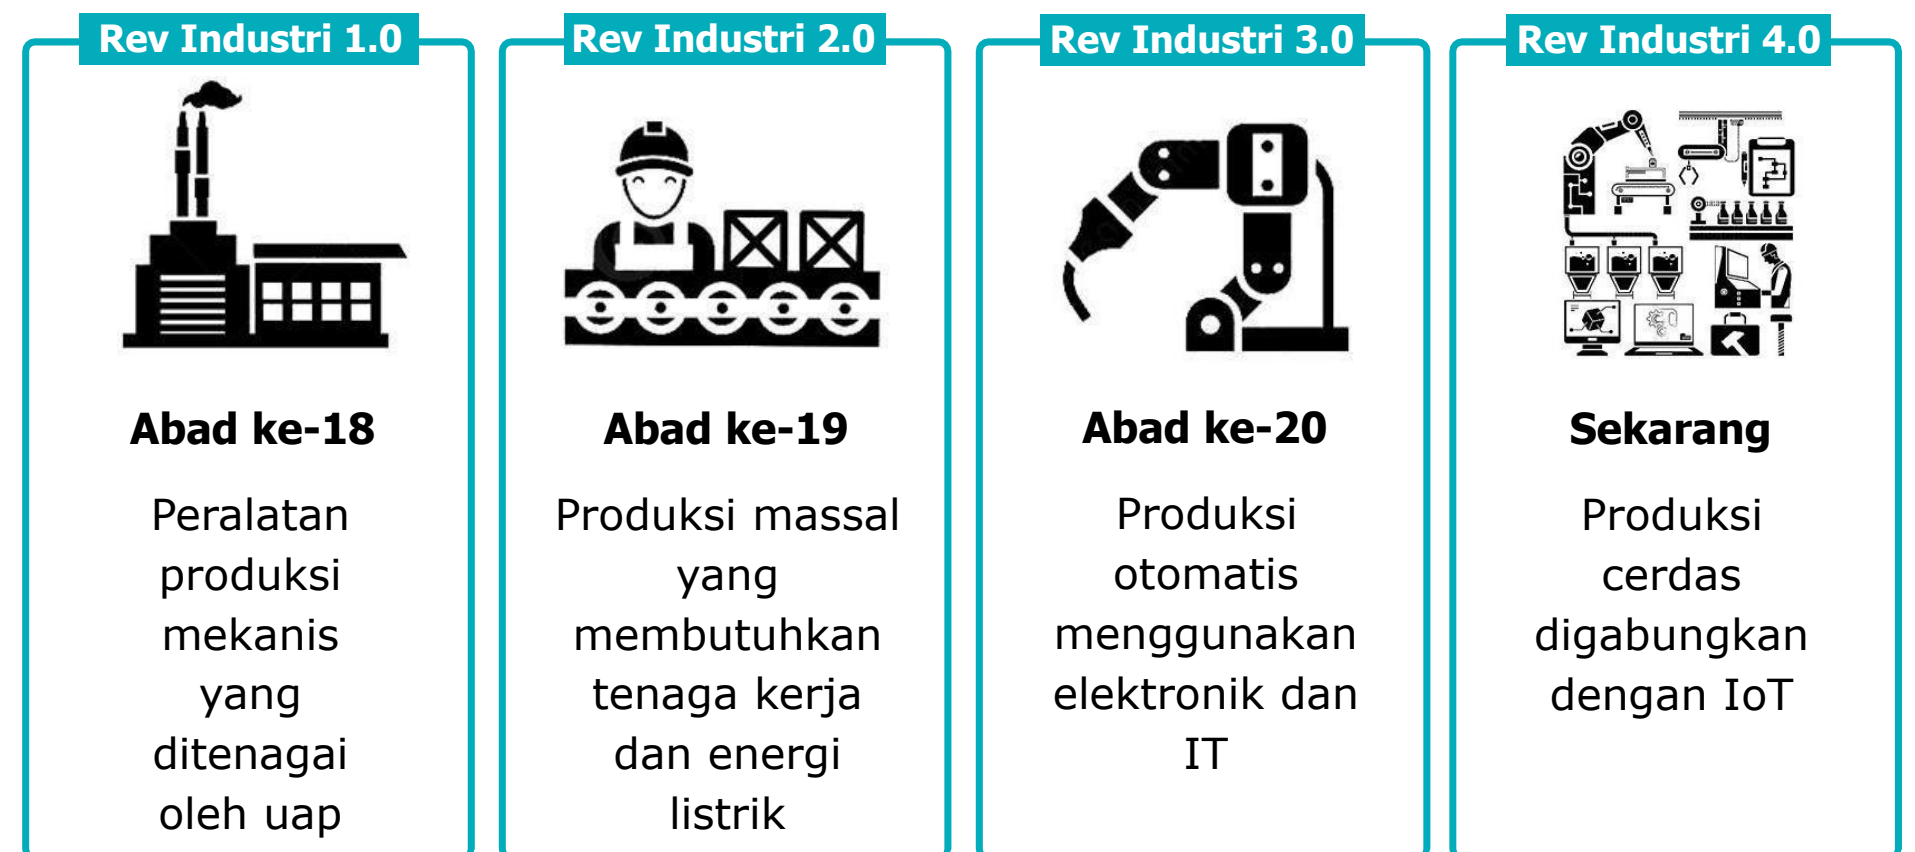 Rev Industri 1.0
Abad ke-18
Peralatan
produksi
mekanis
yang
ditenagai
oleh uap
Rev Industri 2.0
Abad ke-19
Produksi massal
yang
membutuhkan
tenaga kerja
dan energi
listrik
Rev Industri 3.0
Abad ke-20
Produksi
otomatis
menggunakan
elektronik dan
IT
Rev Industri 4.0
Sekarang
Produksi
cerdas
digabungkan
dengan IoT